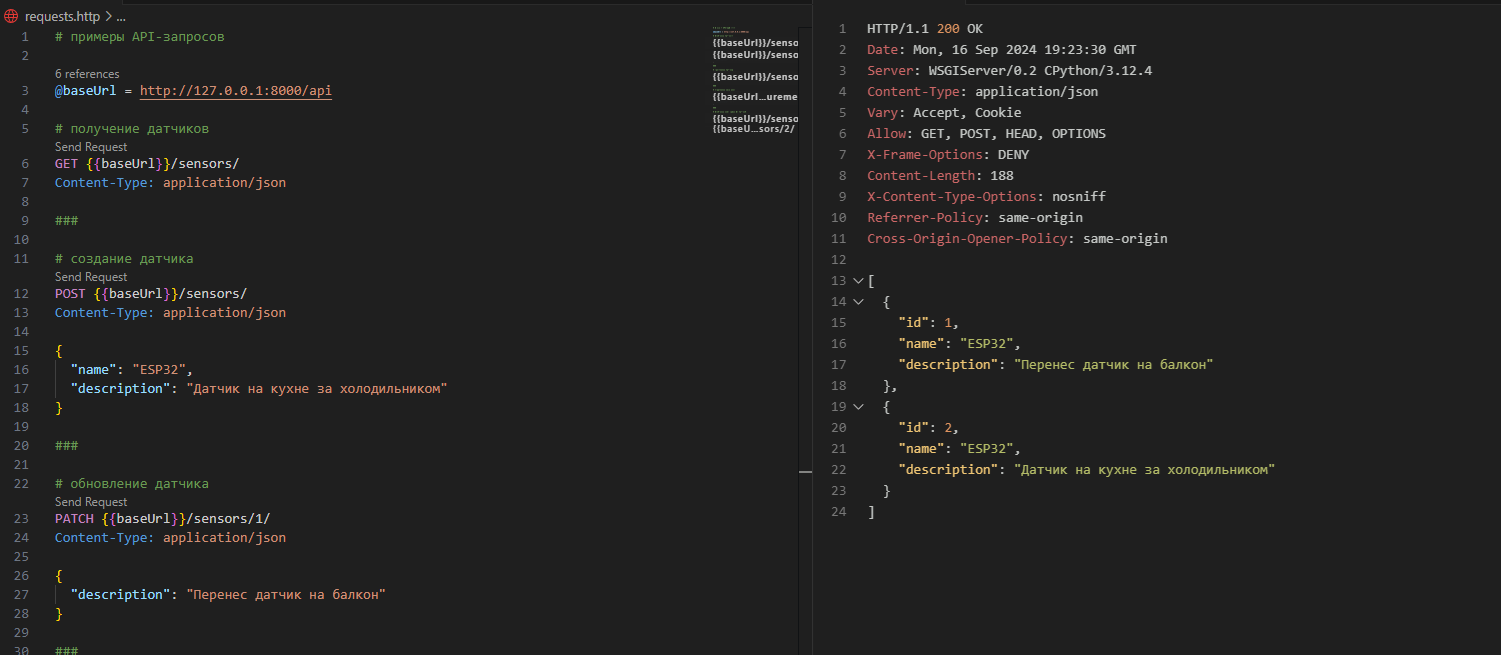 requests.http > ...
1 # примеры API-запросов
2
6 references
3 @baseUrl = http://127.0.0.1:8000/api
4
5 # получение датчиков
Send Request
6 GET {{baseUrl}}/sensors/
7 Content-Type: application/json
8
9 ###
10
11 # создание датчика
Send Request
12 POST {{baseUrl}}/sensors/
13 Content-Type: application/json
14
15 {
16 "name": "ESP32",
17 "description": "Датчик на кухне за холодильником"
18 }
19
20 ###
21
22 # обновление датчика
Send Request
23 PATCH {{baseUrl}}/sensors/1/
24 Content-Type: application/json
25
26 {
27 "description": "Перенес датчик на балкон"
28 }
29
30 ###
{{baseUrl}}/senso
{{baseUrl}}/senso
{{baseUrl}}/senso
{{baseUrl...ureme
{{baseUrl}}/senso
{{baseU...sors/2/
1 HTTP/1.1 200 OK
2 Date: Mon, 16 Sep 2024 19:23:30 GMT
3 Server: WSGIServer/0.2 CPython/3.12.4
4 Content-Type: application/json
5 Vary: Accept, Cookie
6 Allow: GET, POST, HEAD, OPTIONS
7 X-Frame-Options: DENY
8 Content-Length: 188
9 X-Content-Type-Options: nosniff
10 Referrer-Policy: same-origin
11 Cross-Origin-Opener-Policy: same-origin
12
13 [
14 {
15 "id": 1,
16 "name": "ESP32",
17 "description": "Перенес датчик на балкон"
18 },
19 {
20 "id": 2,
21 "name": "ESP32",
22 "description": "Датчик на кухне за холодильником"
23 }
24 ]